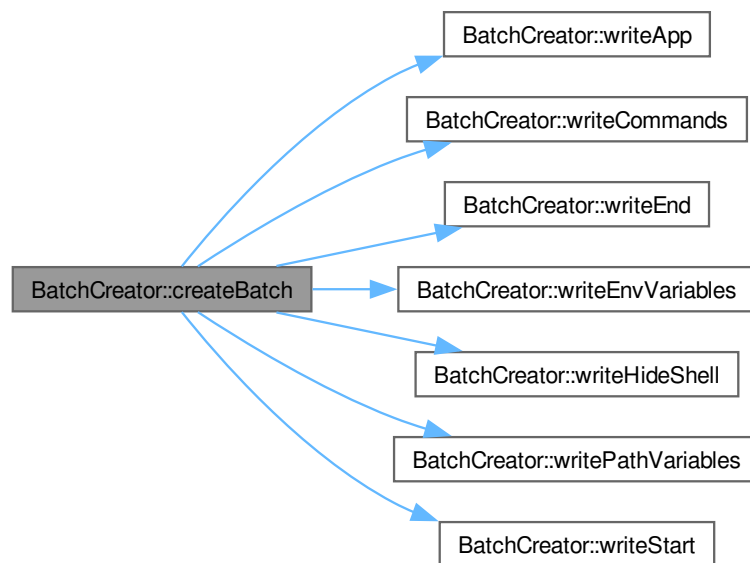 BatchCreator::writeApp
BatchCreator::writeCommands
BatchCreator::writeEnd
BatchCreator::createBatch
BatchCreator::writeEnvVariables
BatchCreator::writeHideShell
BatchCreator::writePathVariables
BatchCreator::writeStart